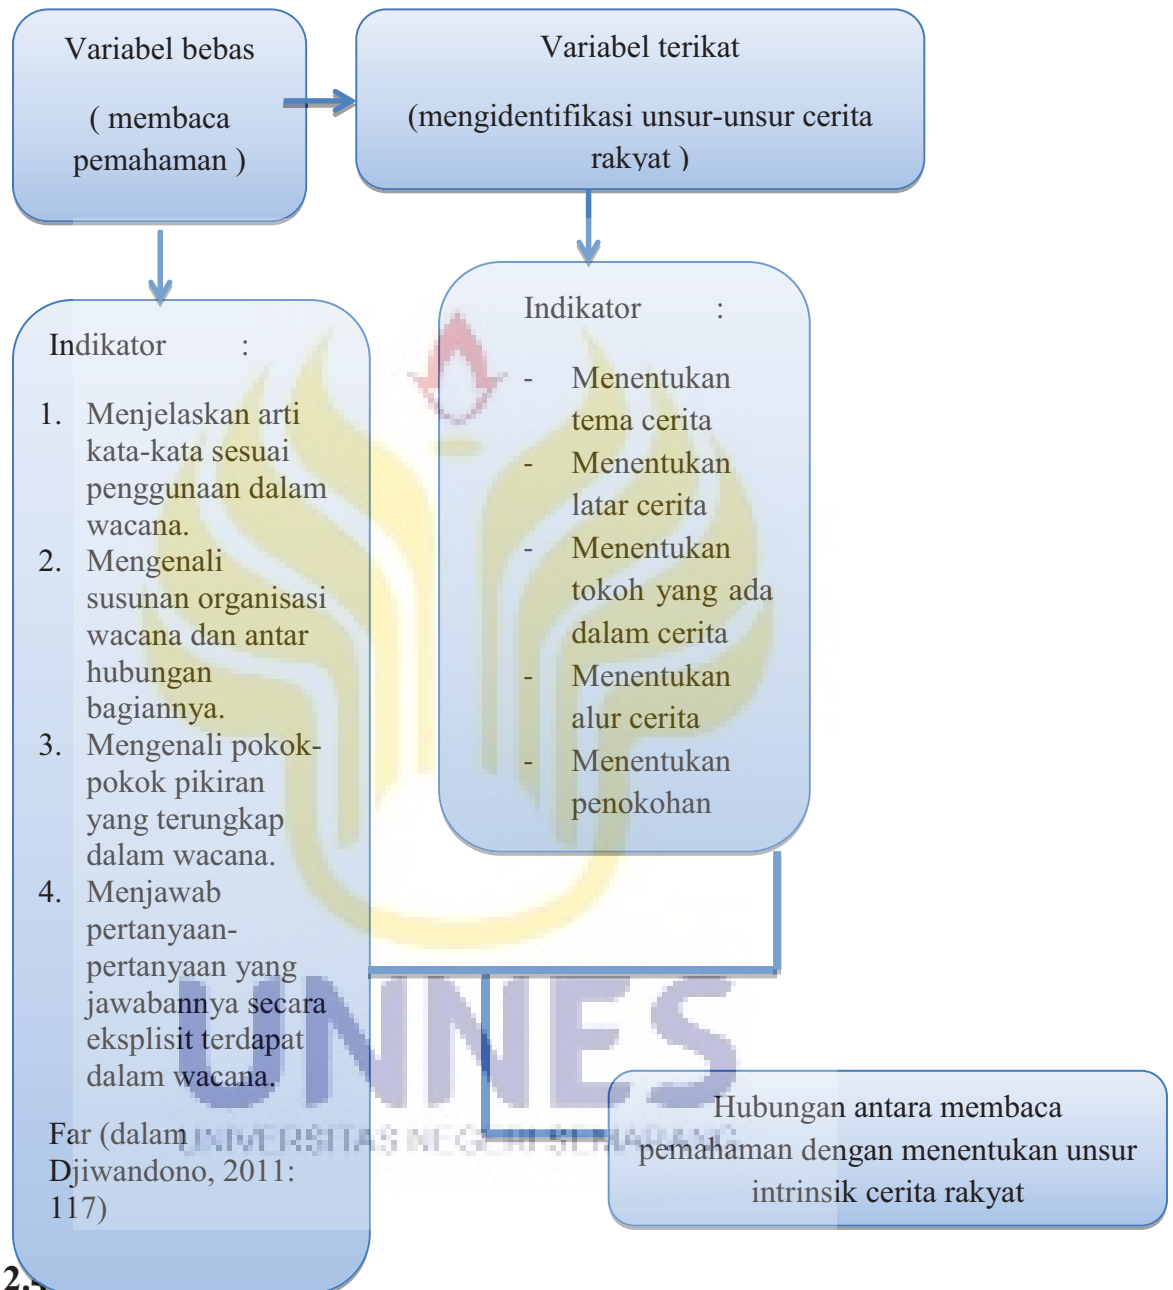 Variabel bebas
( membaca
pemahaman )
Variabel terikat
(mengidentifikasi unsur-unsur cerita
rakyat )
Indikator :
1. Menjelaskan arti
kata-kata sesuai
penggunaan dalam
wacana.
2. Mengenali
susunan organisasi
wacana dan antar
hubungan
bagiannya.
3. Mengenali pokok-
pokok pikiran
yang terungkap
dalam wacana.
4. Menjawab
pertanyaan-
pertanyaan yang
jawabannya secara
eksplisit terdapat
dalam wacana.
Far (dalam
Djiwandono, 2011:
117)
Indikator :
- Menentukan
tema cerita
- Menentukan
latar cerita
- Menentukan
tokoh yang ada
dalam cerita
- Menentukan
alur cerita
- Menentukan
penokohan
UNNES
UNIVERSITAS NEGERI SEMARANG
Hubungan antara membaca
pemahaman dengan menentukan unsur
intrinsik cerita rakyat